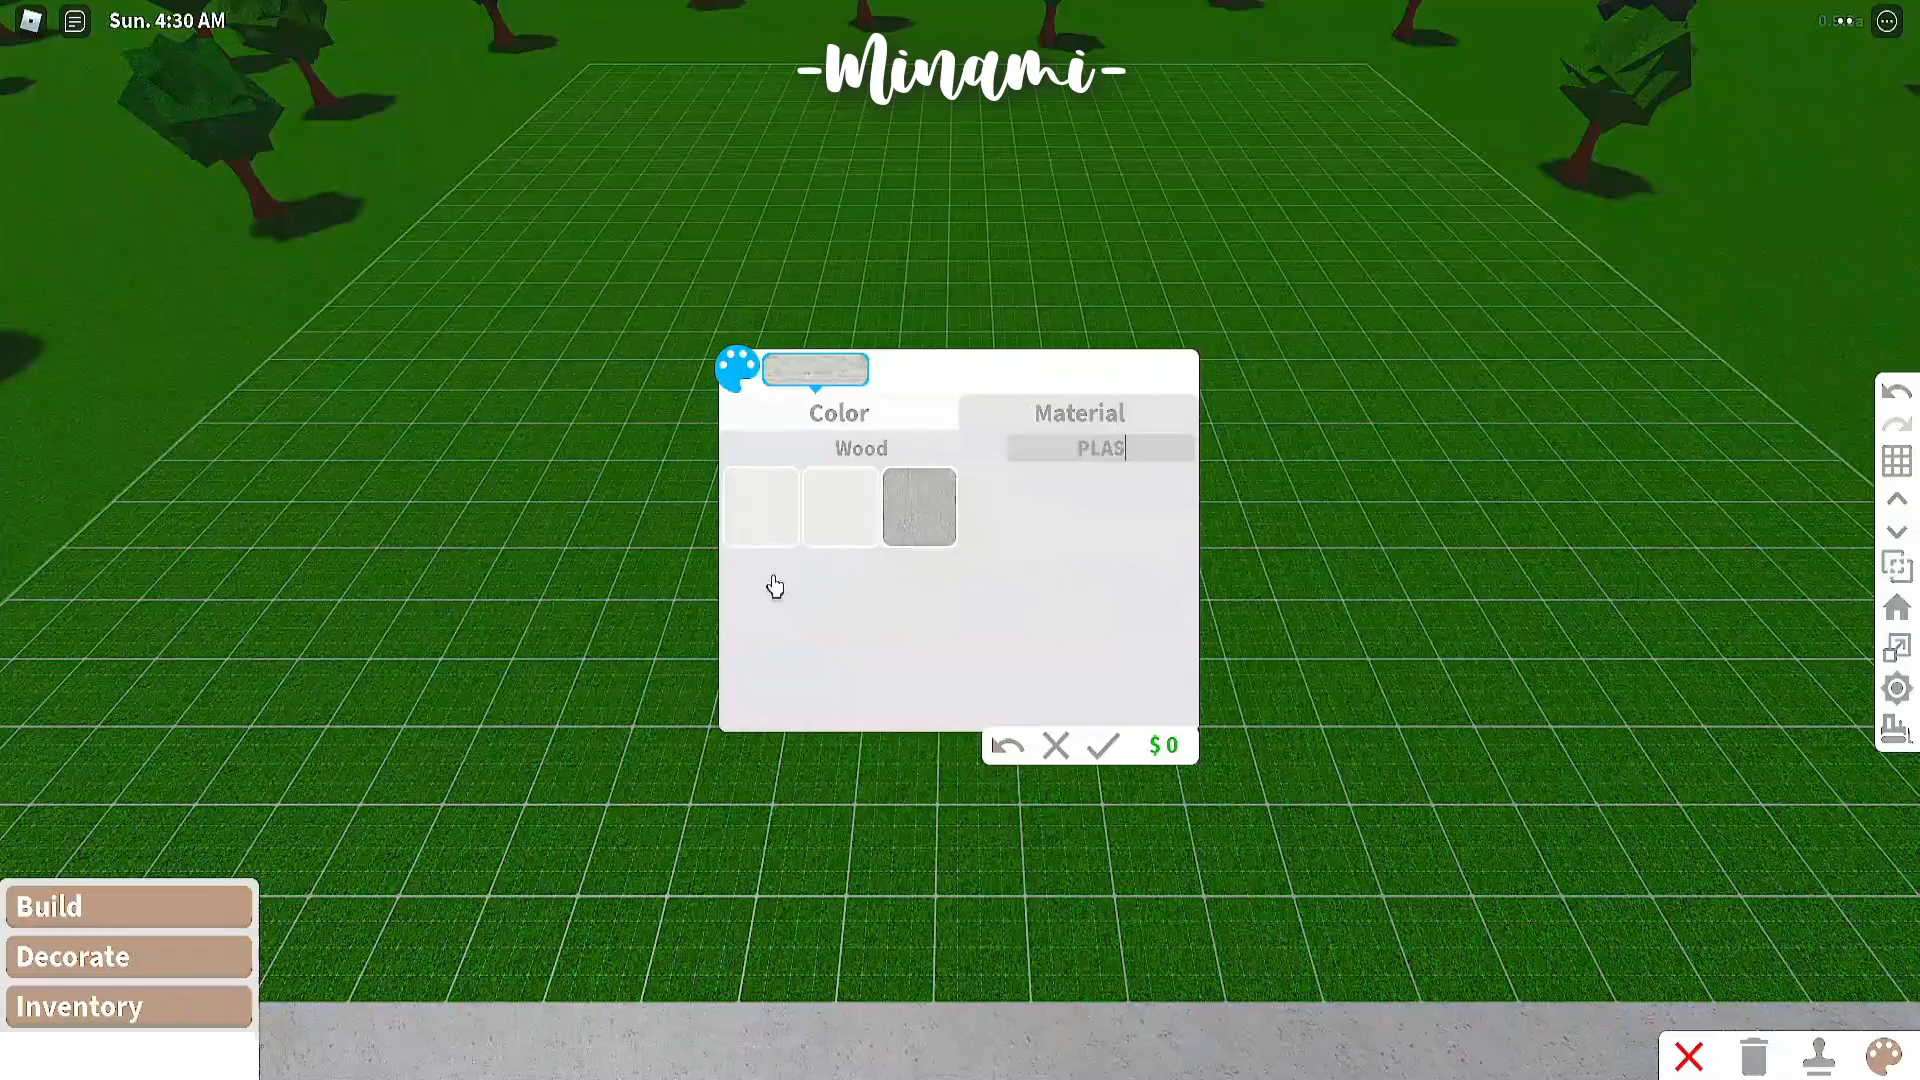 Sun. 4:30 AM
-Minami-
Color
Material
Wood
PLAS
$ 0
Build
Decorate
Inventory